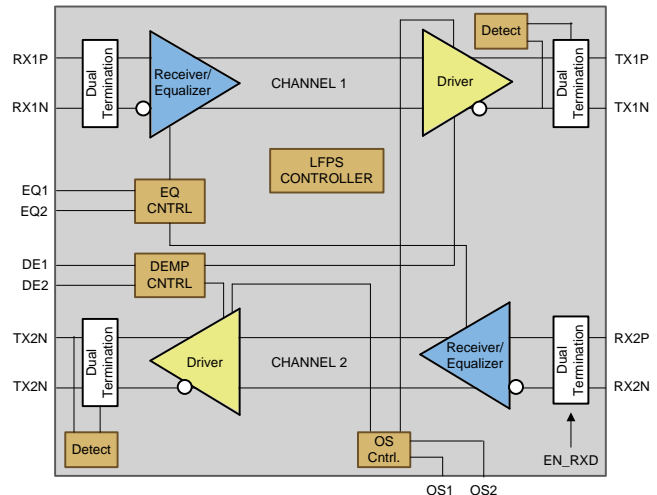 Detect
RX1P
Dual
Termination
Receiver/
Equalizer
CHANNEL 1
Driver
Dual
Termination
TX1P
RX1N
TX1N
LFPS
CONTROLLER
EQ1
EQ2
EQ
CNTRL
DE1
DE2
DEMP
CNTRL
TX2N
Dual
Termination
Driver
CHANNEL 2
Receiver/
Equalizer
Dual
Termination
RX2P
TX2N
RX2N
Detect
OS
Cntrl.
EN_RXD
OS1
OS2